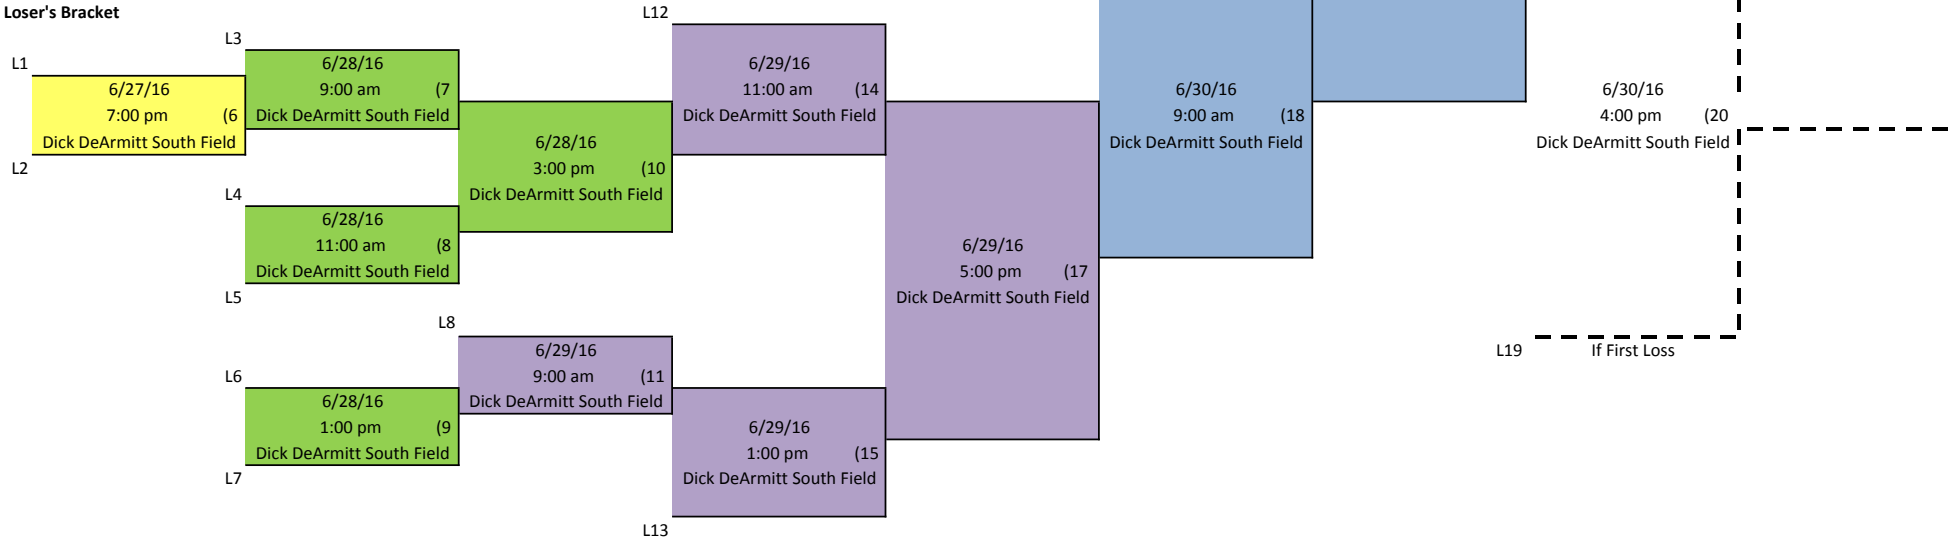 Loser's Bracket
L1
6/27/16
7:00 pm (6
Dick DeArmitt South Field
L2
L3
6/28/16
9:00 am (7
Dick DeArmitt South Field
L4
6/28/16
11:00 am (8
Dick DeArmitt South Field
L5
L6
6/28/16
1:00 pm (9
Dick DeArmitt South Field
L7
6/28/16
3:00 pm (10
Dick DeArmitt South Field
L8
6/29/16
9:00 am (11
Dick DeArmitt South Field
L12
6/29/16
11:00 am (14
Dick DeArmitt South Field
6/29/16
1:00 pm (15
Dick DeArmitt South Field
L13
6/29/16
5:00 pm (17
Dick DeArmitt South Field
6/30/16
9:00 am (18
Dick DeArmitt South Field
6/30/16
4:00 pm (20
Dick DeArmitt South Field
L19 If First Loss